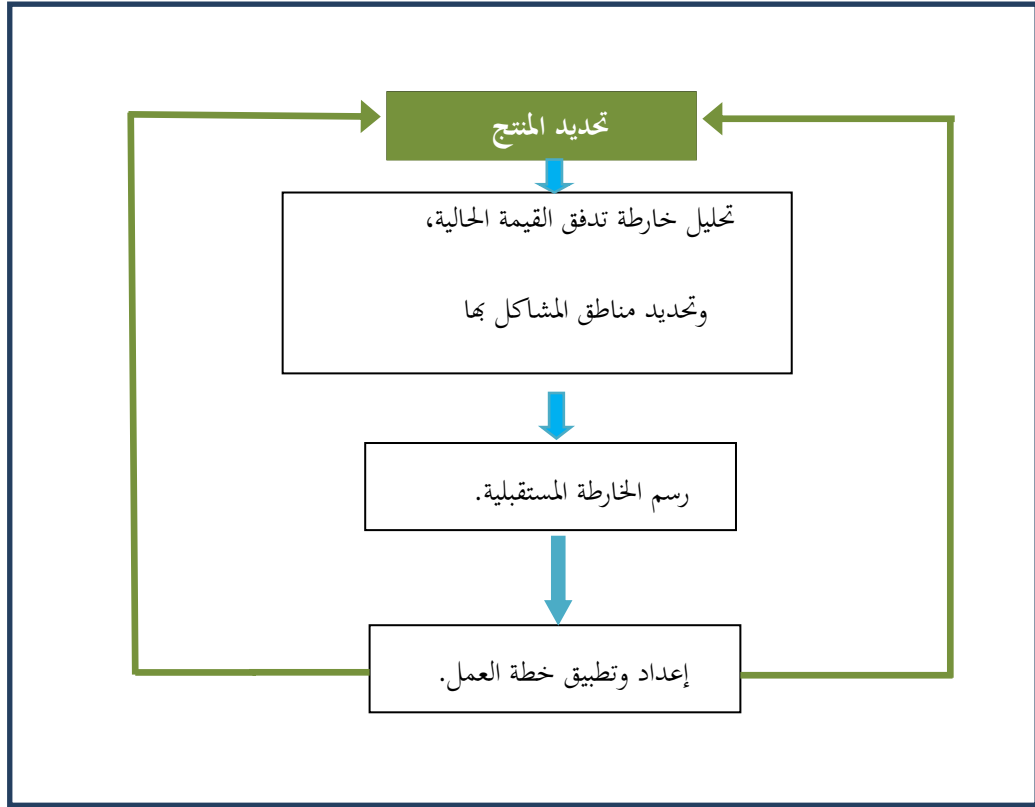 تحديد المنتج
تحليل خارطة تدفق القيمة الحالية،
وتحديد مناطق المشاكل بها
رسم الخارطة المستقبلية.
إعداد وتطبيق خطة العمل.